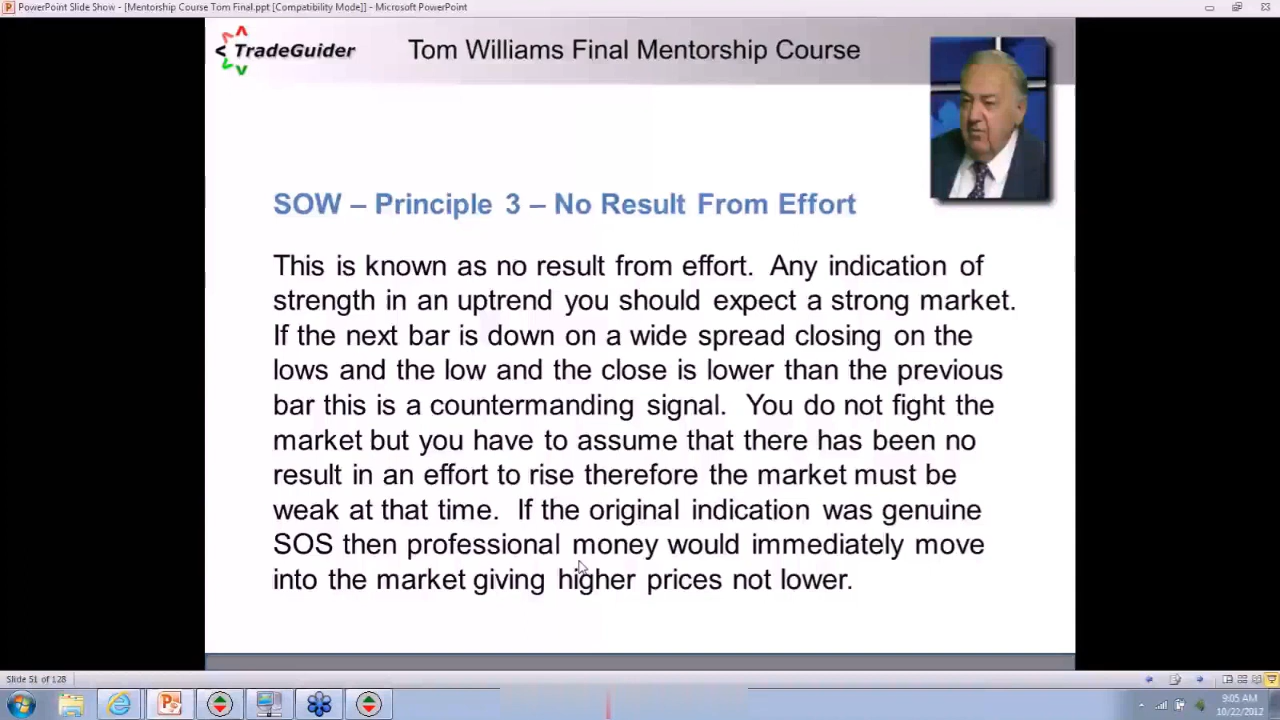 PowerPoint Slide Show - [Mentorship Course Tom Final.ppt [Compatibility Mode]] - Microsoft PowerPoint
TradeGuider
Tom Williams Final Mentorship Course
SOW – Principle 3 – No Result From Effort
This is known as no result from effort. Any indication of
strength in an uptrend you should expect a strong market.
If the next bar is down on a wide spread closing on the
lows and the low and the close is lower than the previous
bar this is a countermanding signal. You do not fight the
market but you have to assume that there has been no
result in an effort to rise therefore the market must be
weak at that time. If the original indication was genuine
SOS then professional money would immediately move
into the market giving higher prices not lower.
Slide 51 of 128
9:05 AM
10/22/2012